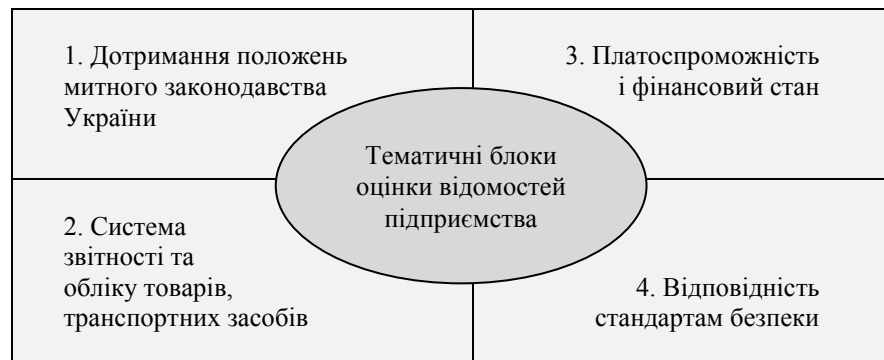 1. Дотримання положень
митного законодавства
України
3. Платоспроможність
і фінансовий стан
Тематичні блоки
оцінки відомостей
підприємства
2. Система
звітності та
обліку товарів,
транспортних засобів
4. Відповідність
стандартам безпеки